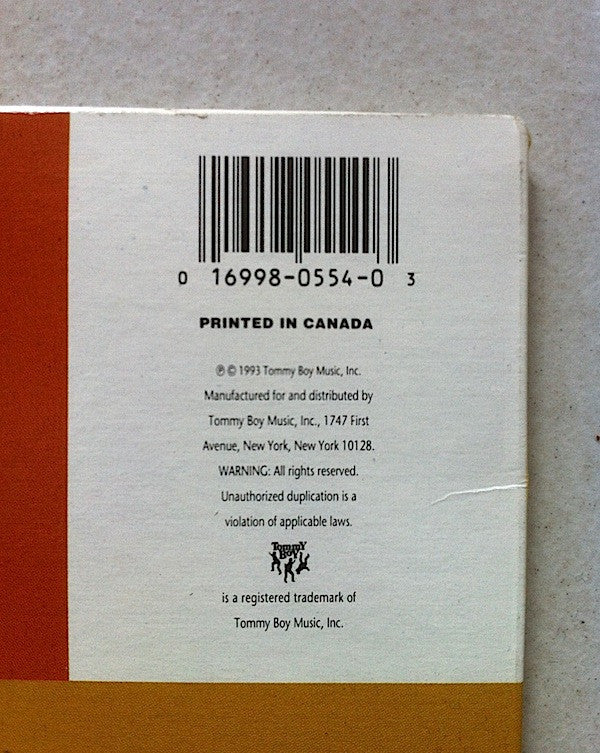 0 16998-0554-0 3
PRINTED IN CANADA
℗ © 1993 Tommy Boy Music, Inc.
Manufactured for and distributed by
Tommy Boy Music, Inc., 1747 First
Avenue, New York, New York 10128.
WARNING: All rights reserved.
Unauthorized duplication is a
violation of applicable laws.
Tommy
Boy
is a registered trademark of
Tommy Boy Music, Inc.